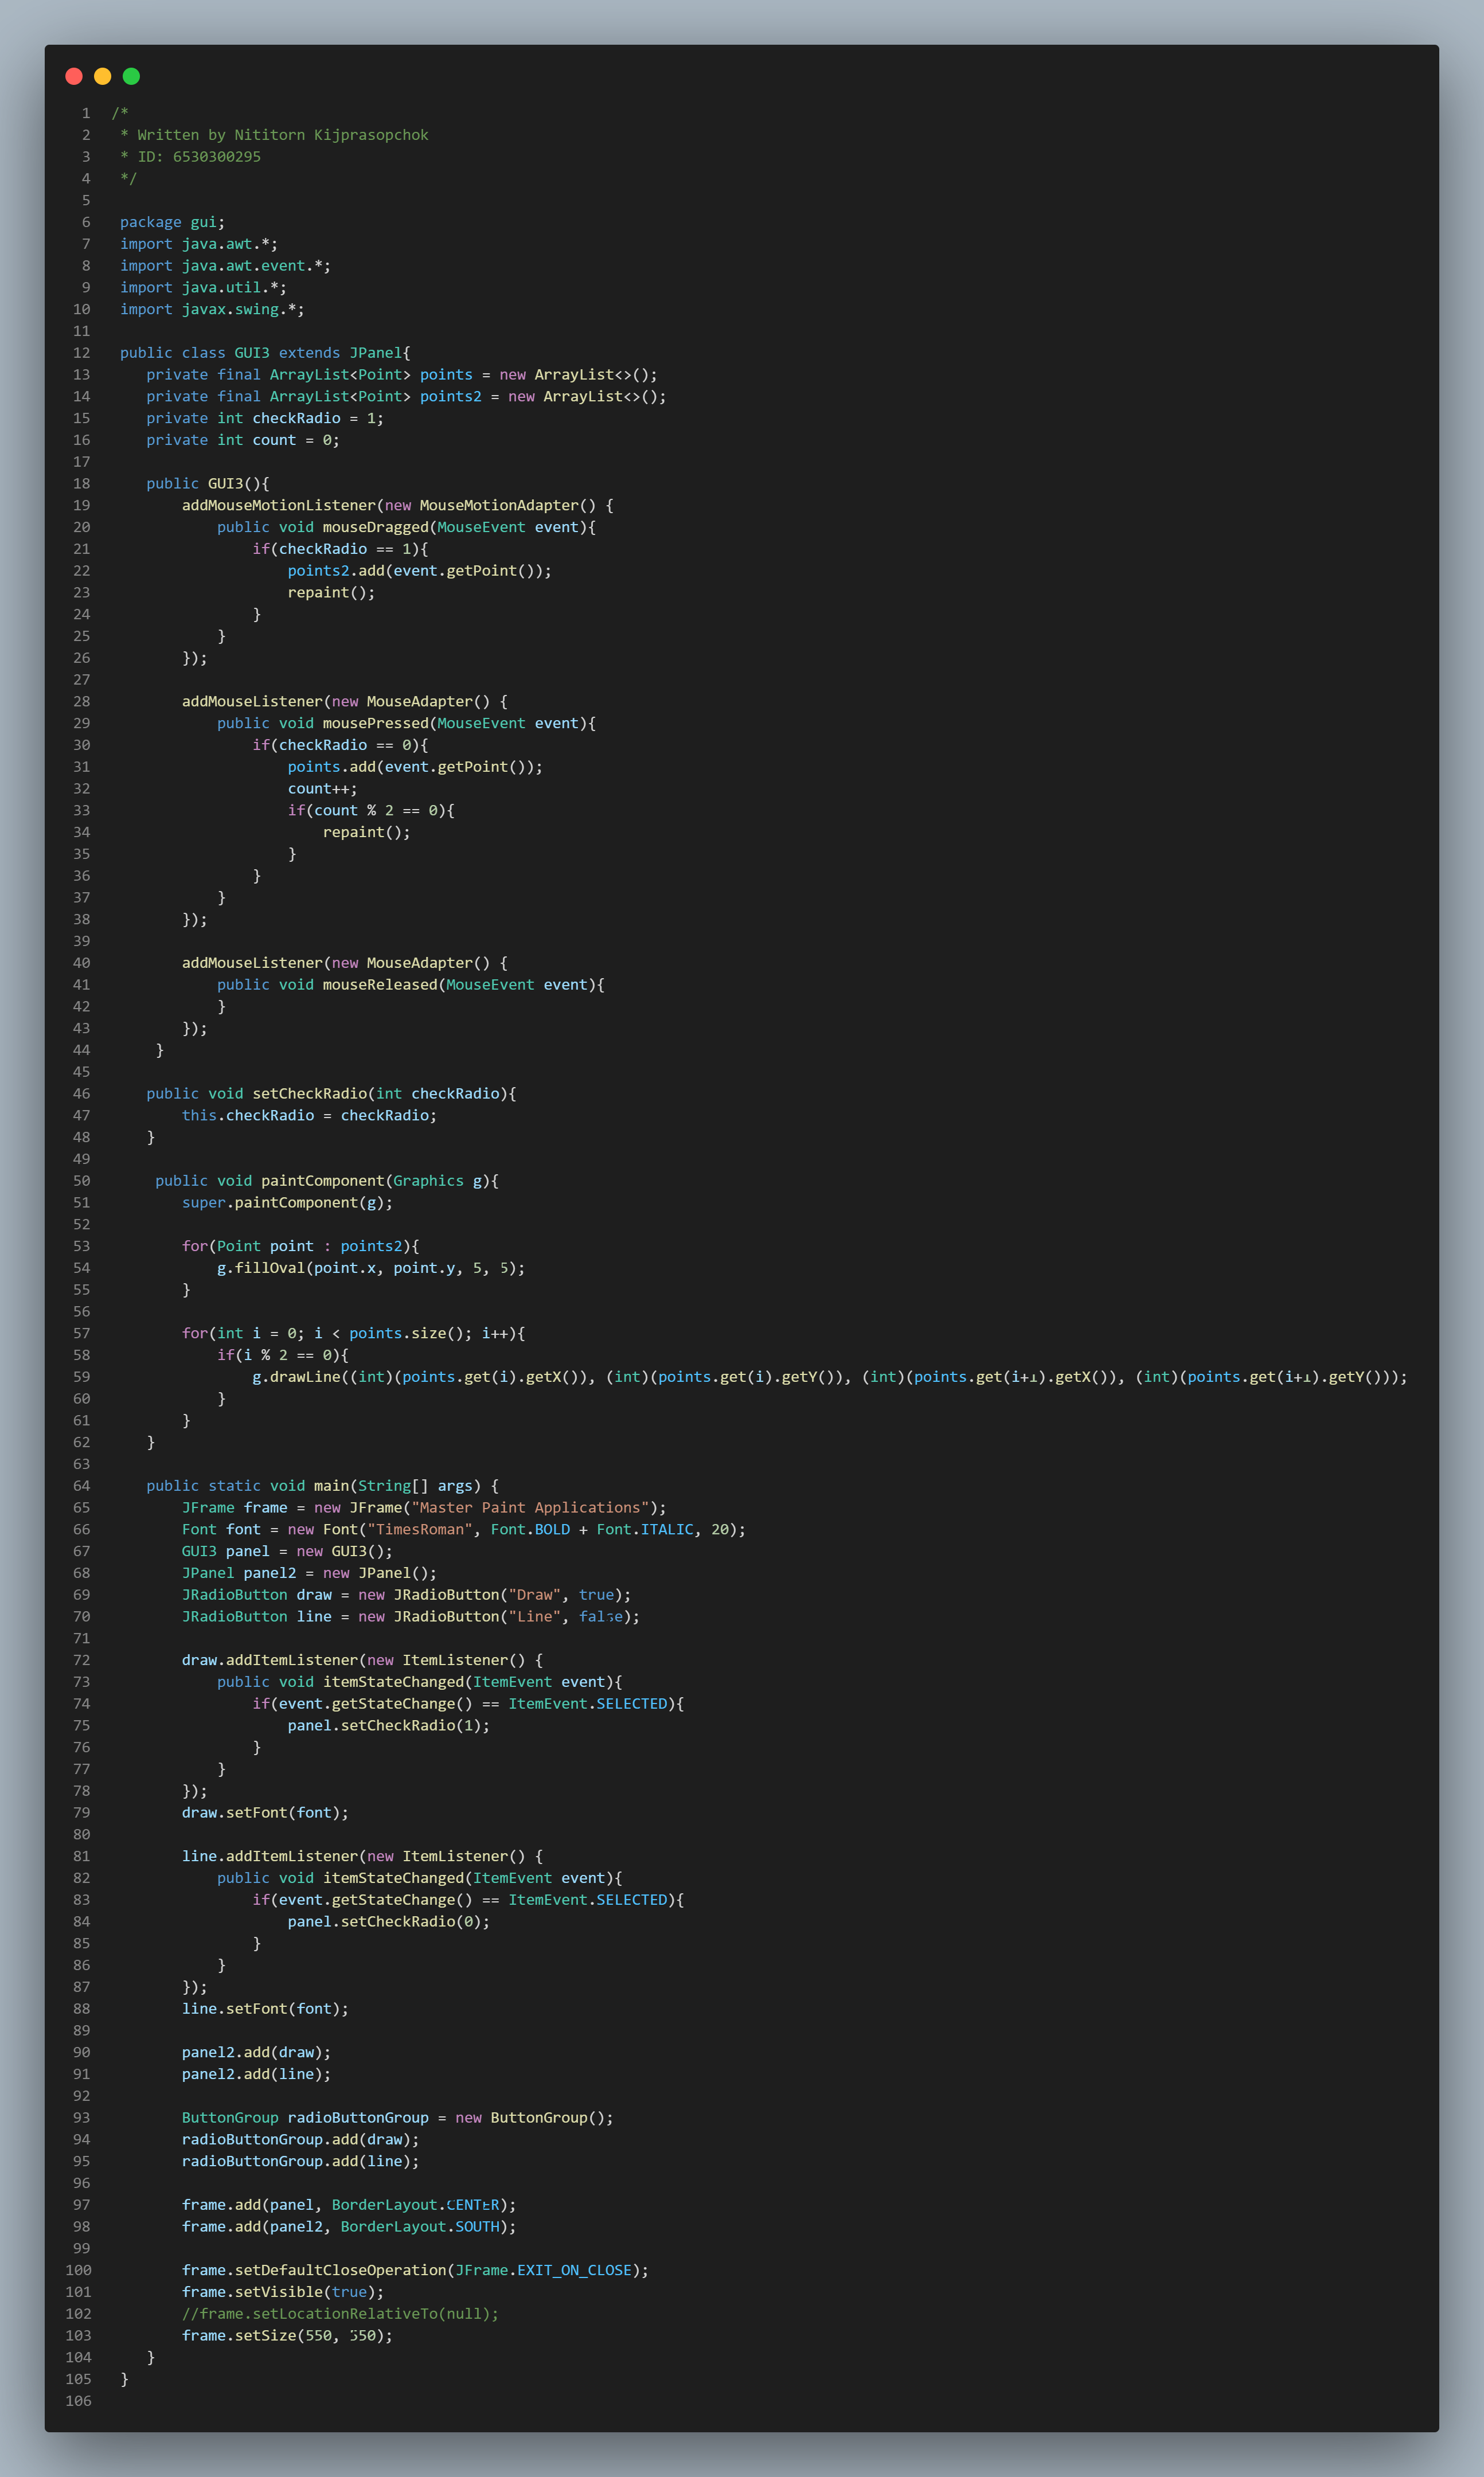 1 /*
2 * Written by Nititorn Kijprasopchok
3 * ID: 6530300295
4 */
5
6 package gui;
7 import java.awt.*;
8 import java.awt.event.*;
9 import java.util.*;
10 import javax.swing.*;
11
12 public class GUI3 extends JPanel{
13 private final ArrayList<Point> points = new ArrayList<>();
14 private final ArrayList<Point> points2 = new ArrayList<>();
15 private int checkRadio = 1;
16 private int count = 0;
17
18 public GUI3(){
19 addMouseMotionListener(new MouseMotionAdapter() {
20 public void mouseDragged(MouseEvent event){
21 if(checkRadio == 1){
22 points2.add(event.getPoint());
23 repaint();
24 }
25 }
26 });
27
28 addMouseListener(new MouseAdapter() {
29 public void mousePressed(MouseEvent event){
30 if(checkRadio == 0){
31 points.add(event.getPoint());
32 count++;
33 if(count % 2 == 0){
34 repaint();
35 }
36 }
37 }
38 });
39
40 addMouseListener(new MouseAdapter() {
41 public void mouseReleased(MouseEvent event){
42 }
43 });
44 }
45
46 public void setCheckRadio(int checkRadio){
47 this.checkRadio = checkRadio;
48 }
49
50 public void paintComponent(Graphics g){
51 super.paintComponent(g);
52
53 for(Point point : points2){
54 g.fillOval(point.x, point.y, 5, 5);
55 }
56
57 for(int i = 0; i < points.size(); i++){
58 if(i % 2 == 0){
59 g.drawLine((int)(points.get(i).getX()), (int)(points.get(i).getY()), (int)(points.get(i+1).getX()), (int)(points.get(i+1).getY()));
60 }
61 }
62 }
63
64 public static void main(String[] args) {
65 JFrame frame = new JFrame("Master Paint Applications");
66 Font font = new Font("TimesRoman", Font.BOLD + Font.ITALIC, 20);
67 GUI3 panel = new GUI3();
68 JPanel panel2 = new JPanel();
69 JRadioButton draw = new JRadioButton("Draw", true);
70 JRadioButton line = new JRadioButton("Line", false);
71
72 draw.addItemListener(new ItemListener() {
73 public void itemStateChanged(ItemEvent event){
74 if(event.getStateChange() == ItemEvent.SELECTED){
75 panel.setCheckRadio(1);
76 }
77 }
78 });
79 draw.setFont(font);
80
81 line.addItemListener(new ItemListener() {
82 public void itemStateChanged(ItemEvent event){
83 if(event.getStateChange() == ItemEvent.SELECTED){
84 panel.setCheckRadio(0);
85 }
86 }
87 });
88 line.setFont(font);
89
90 panel2.add(draw);
91 panel2.add(line);
92
93 ButtonGroup radioButtonGroup = new ButtonGroup();
94 radioButtonGroup.add(draw);
95 radioButtonGroup.add(line);
96
97 frame.add(panel, BorderLayout.CENTER);
98 frame.add(panel2, BorderLayout.SOUTH);
99
100 frame.setDefaultCloseOperation(JFrame.EXIT_ON_CLOSE);
101 frame.setVisible(true);
102 //frame.setLocationRelativeTo(null);
103 frame.setSize(550, 550);
104 }
105 }
106